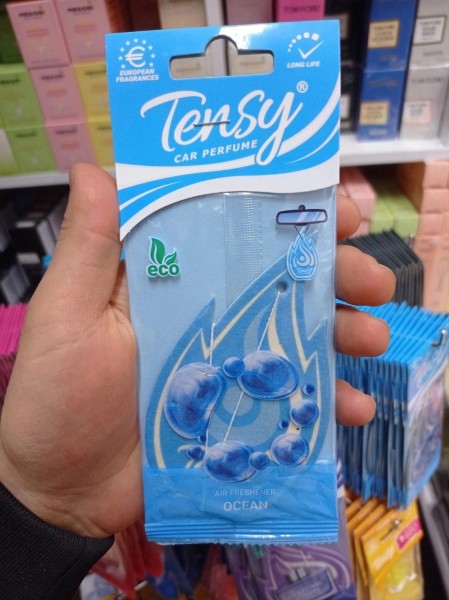 EUROPEAN
FRAGRANCES
LONG LIFE
Tensy®
CAR PERFUME
eco
AIR FRESHENER
OCEAN